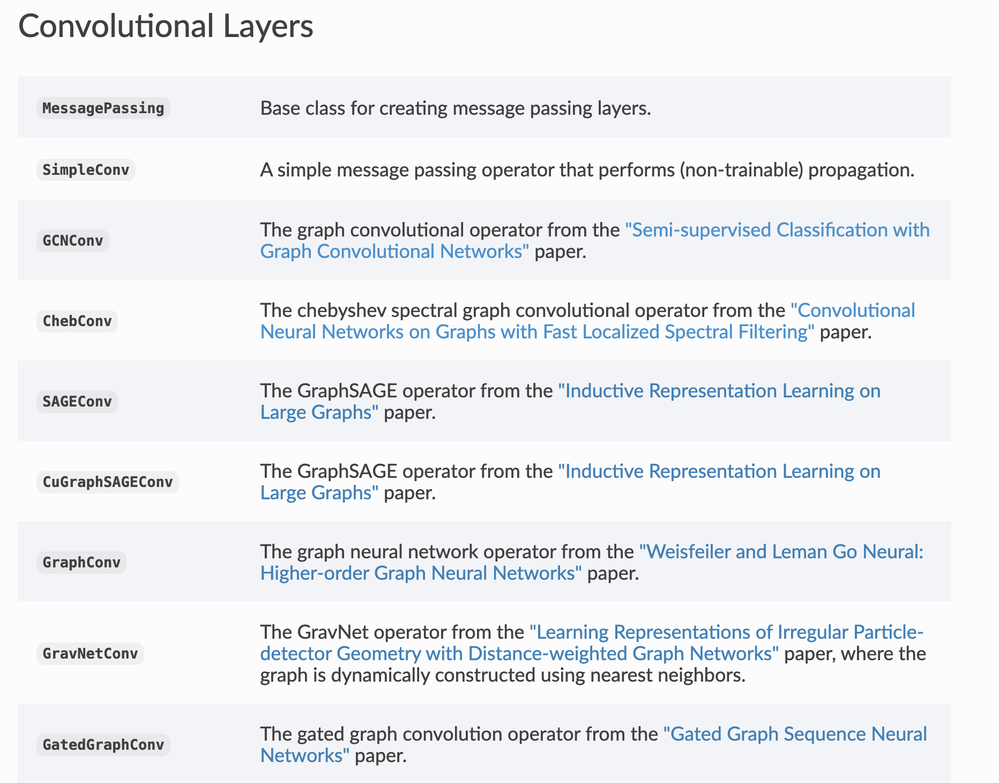 Convolutional Layers
MessagePassing
Base class for creating message passing layers.
SimpleConv
A simple message passing operator that performs (non-trainable) propagation.
GCNConv
The graph convolutional operator from the "Semi-supervised Classification with
Graph Convolutional Networks" paper.
ChebConv
The chebyshev spectral graph convolutional operator from the "Convolutional
Neural Networks on Graphs with Fast Localized Spectral Filtering" paper.
SAGEConv
The GraphSAGE operator from the "Inductive Representation Learning on
Large Graphs" paper.
CuGraphSAGEConv
The GraphSAGE operator from the "Inductive Representation Learning on
Large Graphs" paper.
GraphConv
The graph neural network operator from the "Weisfeiler and Leman Go Neural:
Higher-order Graph Neural Networks" paper.
GravNetConv
The GravNet operator from the "Learning Representations of Irregular Particle-
detector Geometry with Distance-weighted Graph Networks" paper, where the
graph is dynamically constructed using nearest neighbors.
GatedGraphConv
The gated graph convolution operator from the "Gated Graph Sequence Neural
Networks" paper.